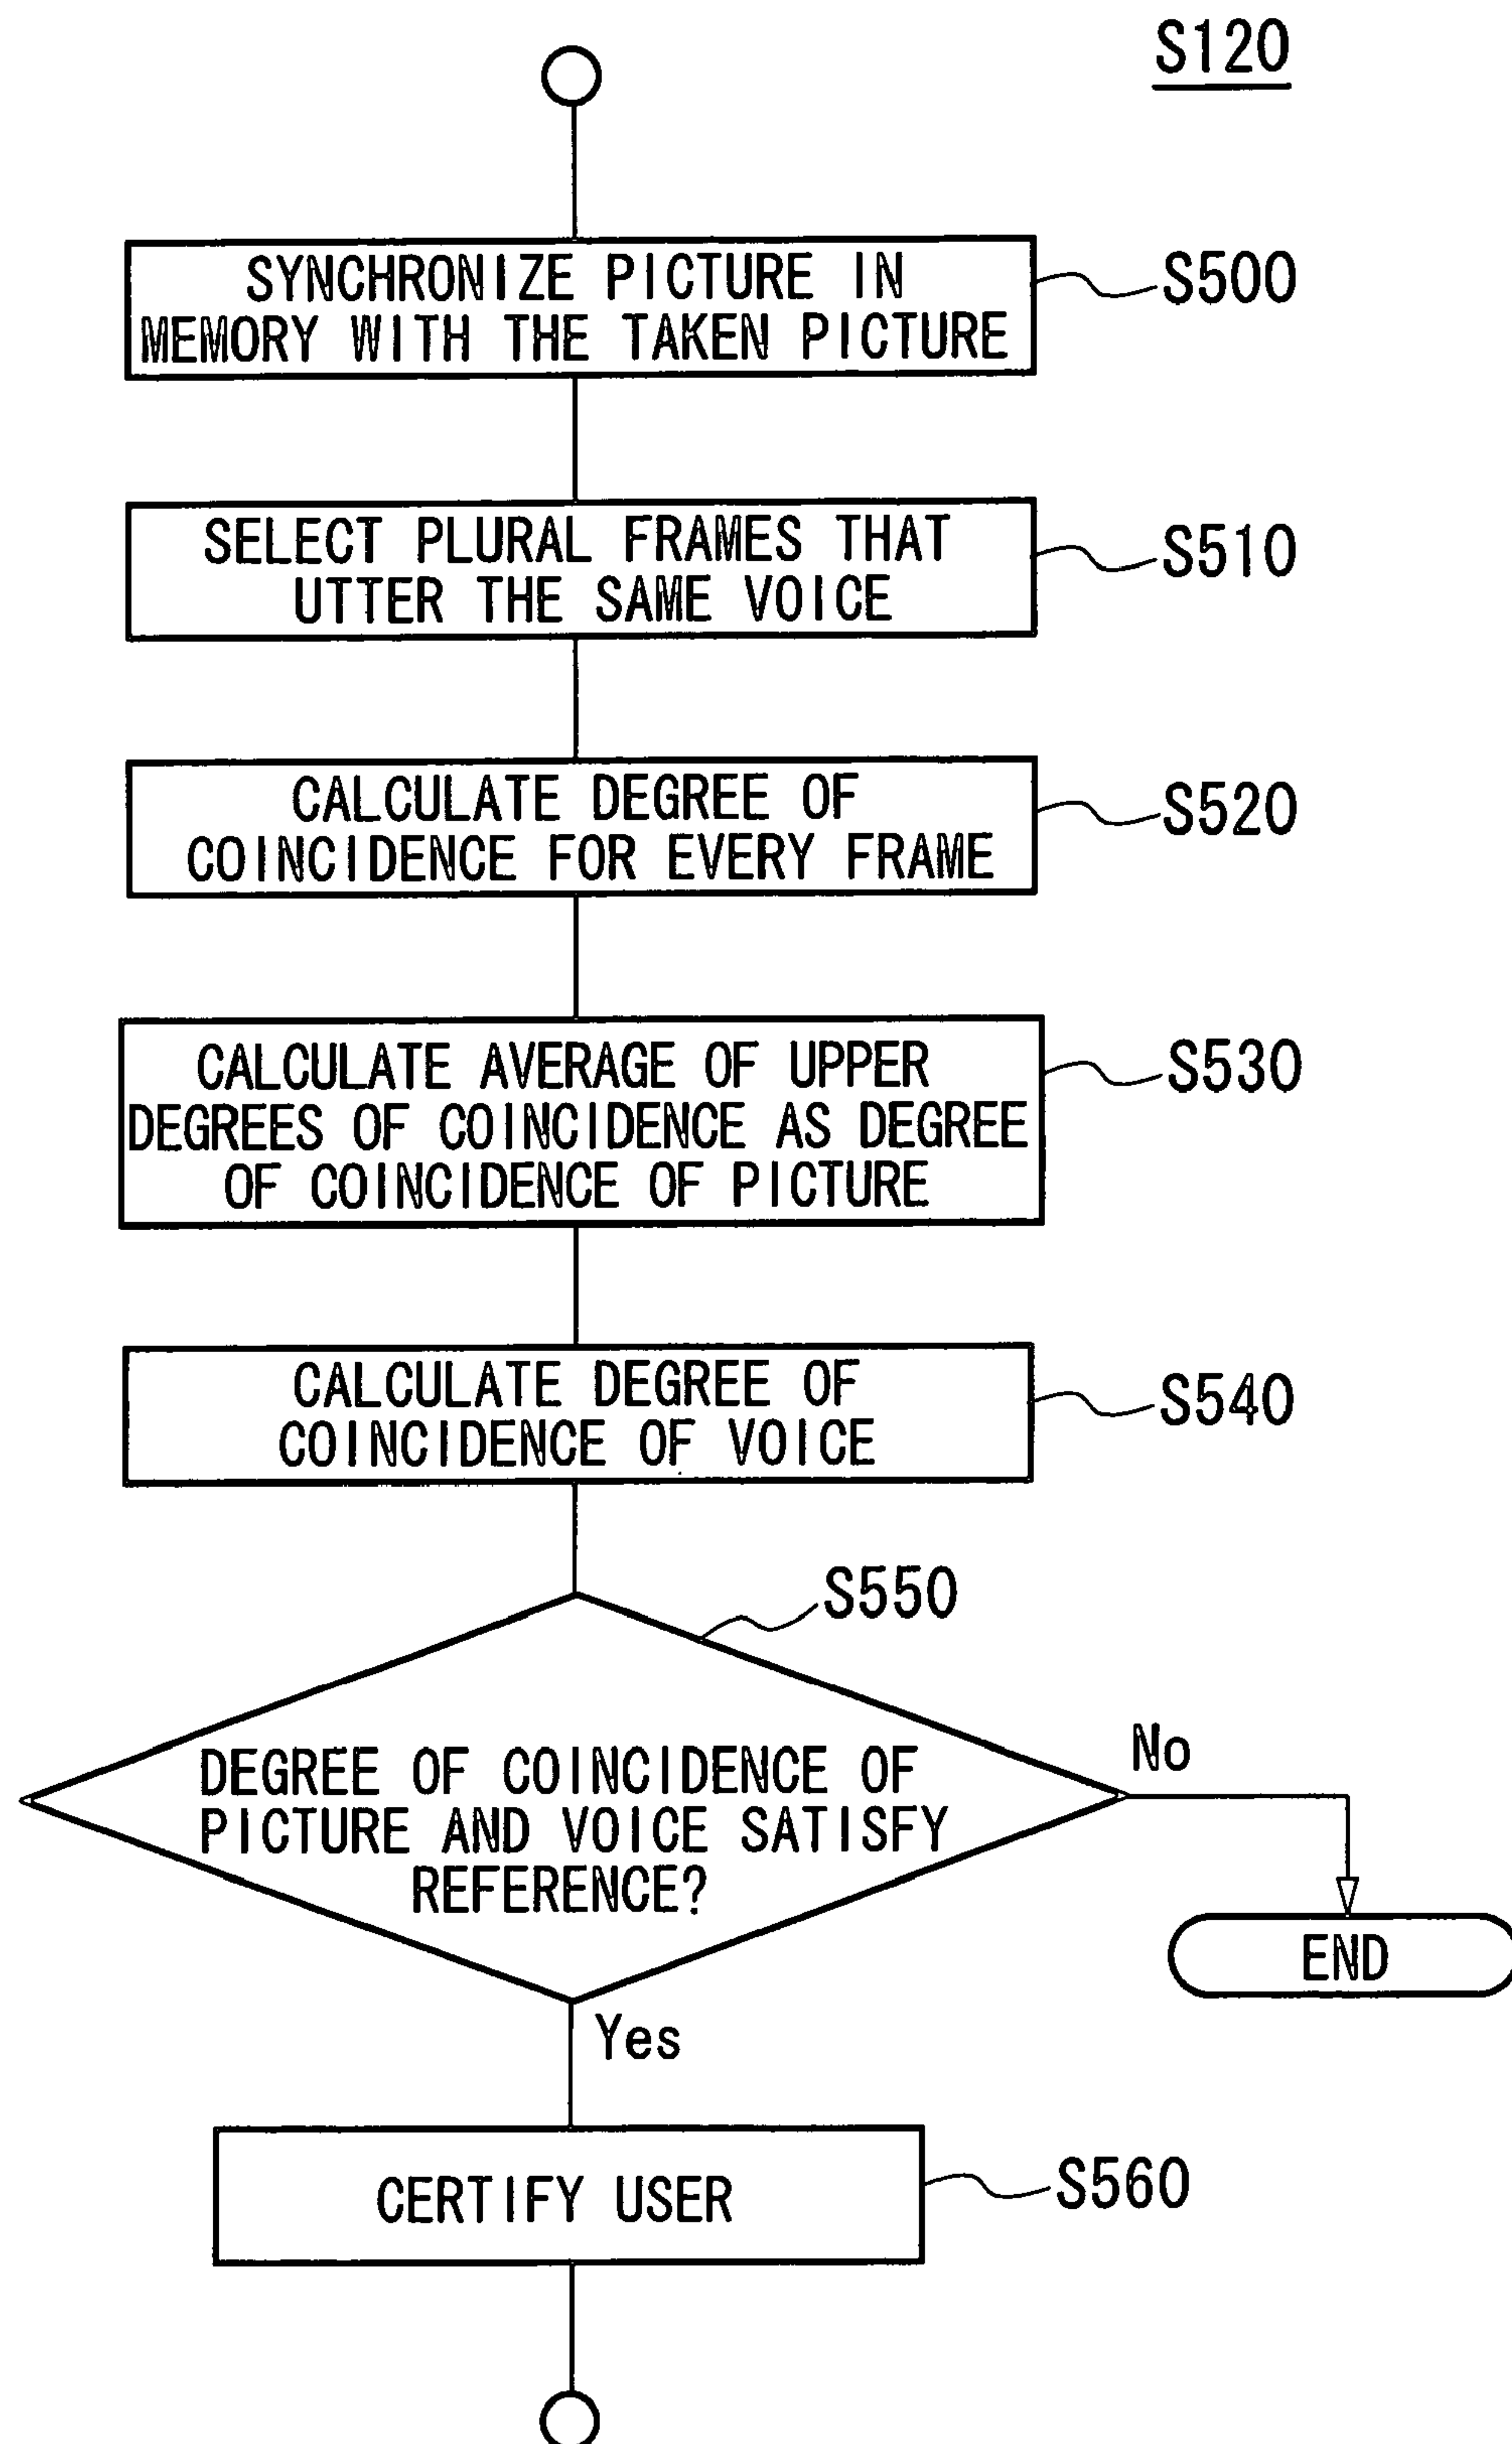 S120
SYNCHRONIZE PICTURE IN
MEMORY WITH THE TAKEN PICTURE
S500
SELECT PLURAL FRAMES THAT
UTTER THE SAME VOICE
S510
CALCULATE DEGREE OF
COINCIDENCE FOR EVERY FRAME
S520
CALCULATE AVERAGE OF UPPER
DEGREES OF COINCIDENCE AS DEGREE
OF COINCIDENCE OF PICTURE
S530
CALCULATE DEGREE OF
COINCIDENCE OF VOICE
S540
S550
DEGREE OF COINCIDENCE OF
PICTURE AND VOICE SATISFY
REFERENCE?
No
END
Yes
CERTIFY USER
S560